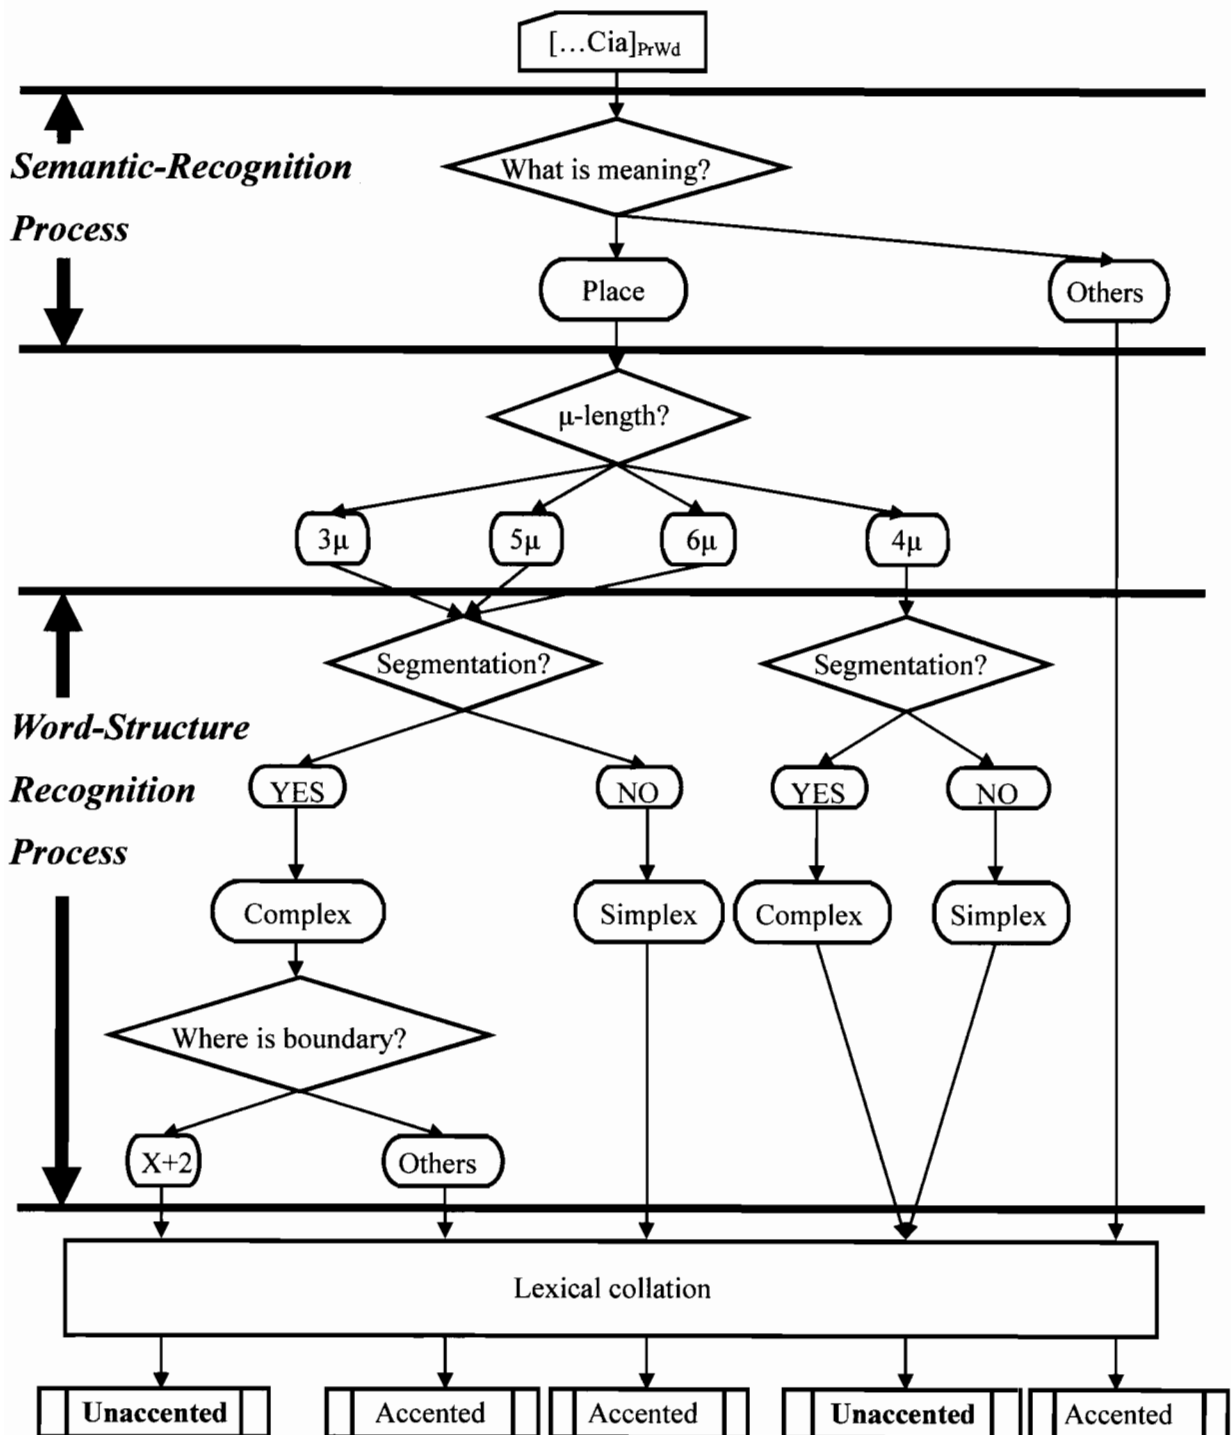 […Cia]PrWd
Semantic-Recognition
Process
What is meaning?
Place
Others
μ-length?
3μ
5μ
6μ
4μ
Word-Structure
Recognition
Process
Segmentation?
Segmentation?
YES
NO
YES
NO
Complex
Simplex
Complex
Simplex
Where is boundary?
X+2
Others
Lexical collation
Unaccented
Accented
Accented
Unaccented
Accented